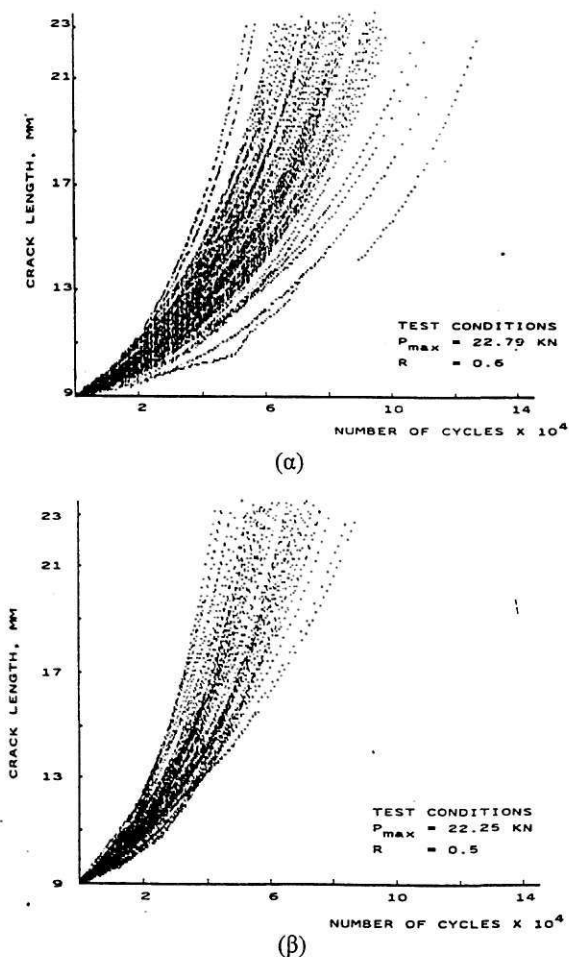 23
21
17
13
9
CRACK LENGTH, MM
TEST CONDITIONS
Pmax = 22.79 KN
R = 0.6
2 6 10 14
NUMBER OF CYCLES X 10⁴
(α)
23
21
17
13
9
CRACK LENGTH, MM
TEST CONDITIONS
Pmax = 22.25 KN
R = 0.5
2 6 10 14
NUMBER OF CYCLES X 10⁴
(β)